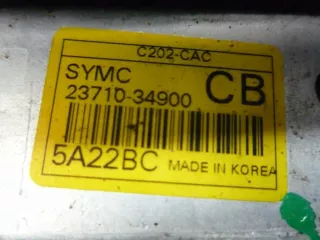 C202-CAC
SYMC CB
23710-34900
5A22BC MADE IN KOREA